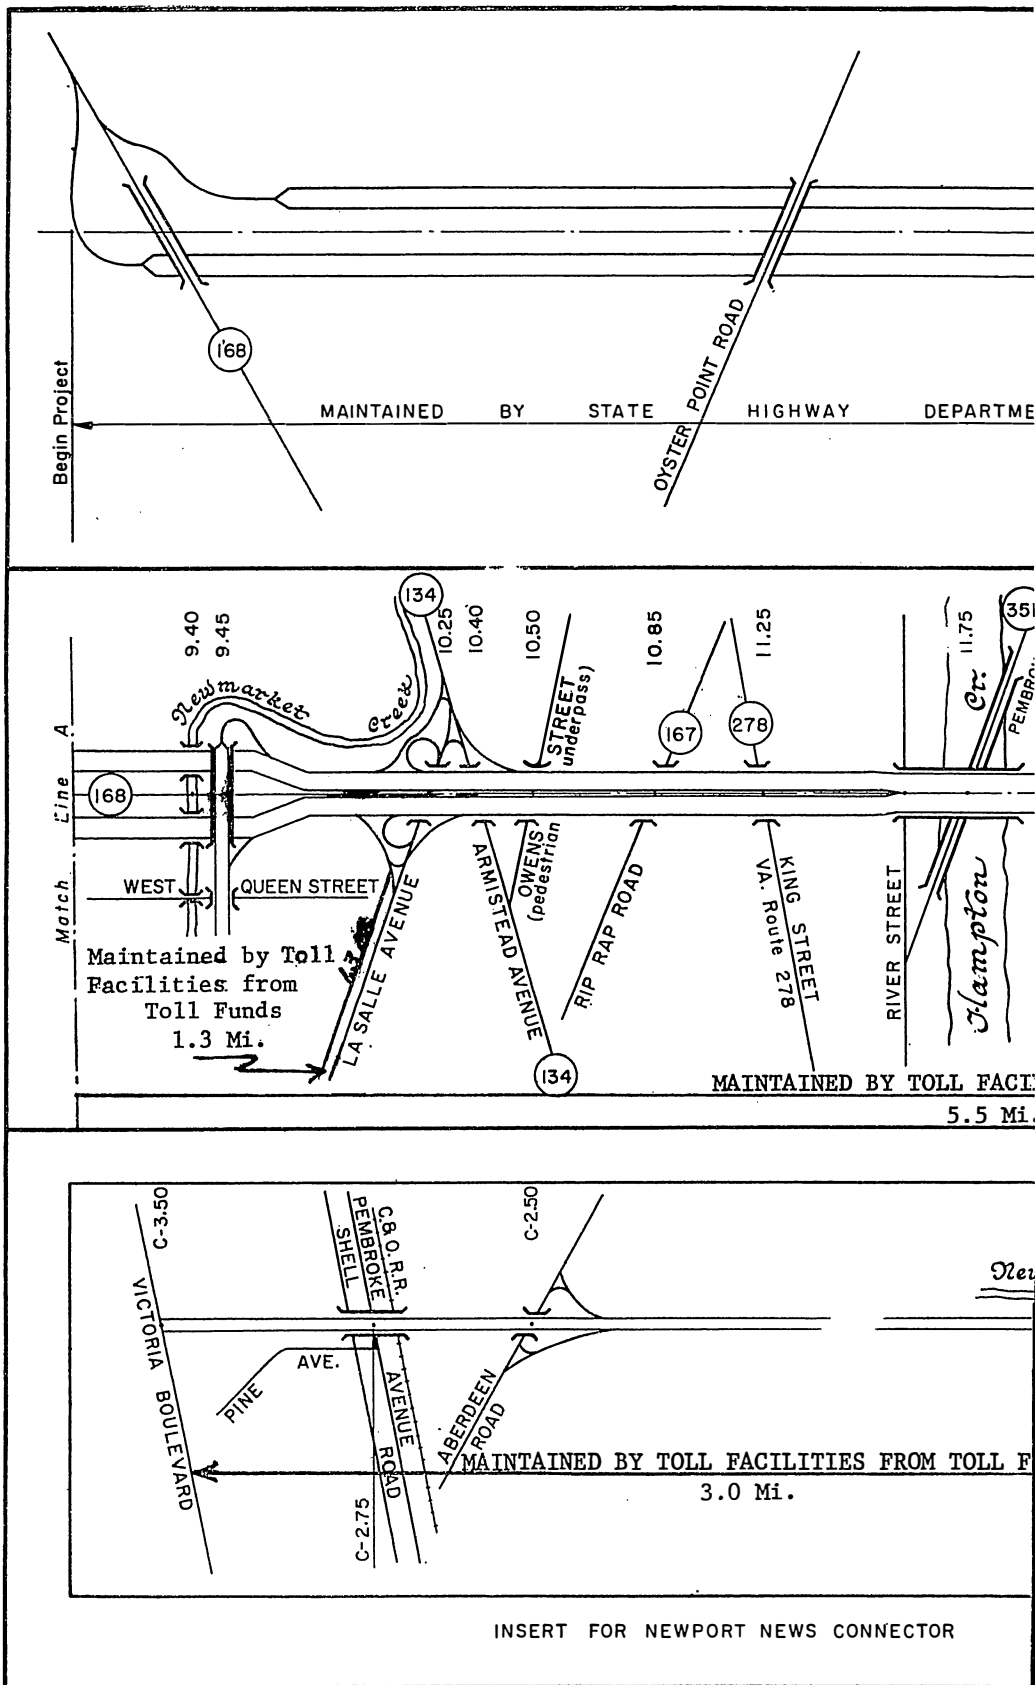 168
OYSTER POINT ROAD
Begin Project
MAINTAINED BY STATE HIGHWAY DEPARTME
134
351
9.40
9.45
10.25
10.40
10.50
10.85
11.25
11.75
Newmarket Creek
STREET
underpass)
167
278
Cr.
PEMBRO
Match Line A
168
WEST QUEEN STREET
LA SALLE AVENUE
ARMISTEAD AVENUE
OWENS
(pedestrian
RIP RAP ROAD
KING STREET
VA. Route 278
RIVER STREET
Hampton
Maintained by Toll
Facilities from
Toll Funds
1.3 Mi.
134
MAINTAINED BY TOLL FACI
5.5 Mi.
C-3.50
SHELL
PEMBROKE
C.&O.R.R.
C-2.50
New
VICTORIA BOULEVARD
PINE AVE.
AVENUE
ROAD
ABERDEEN
ROAD
MAINTAINED BY TOLL FACILITIES FROM TOLL F
3.0 Mi.
C-2.75
INSERT FOR NEWPORT NEWS CONNECTOR